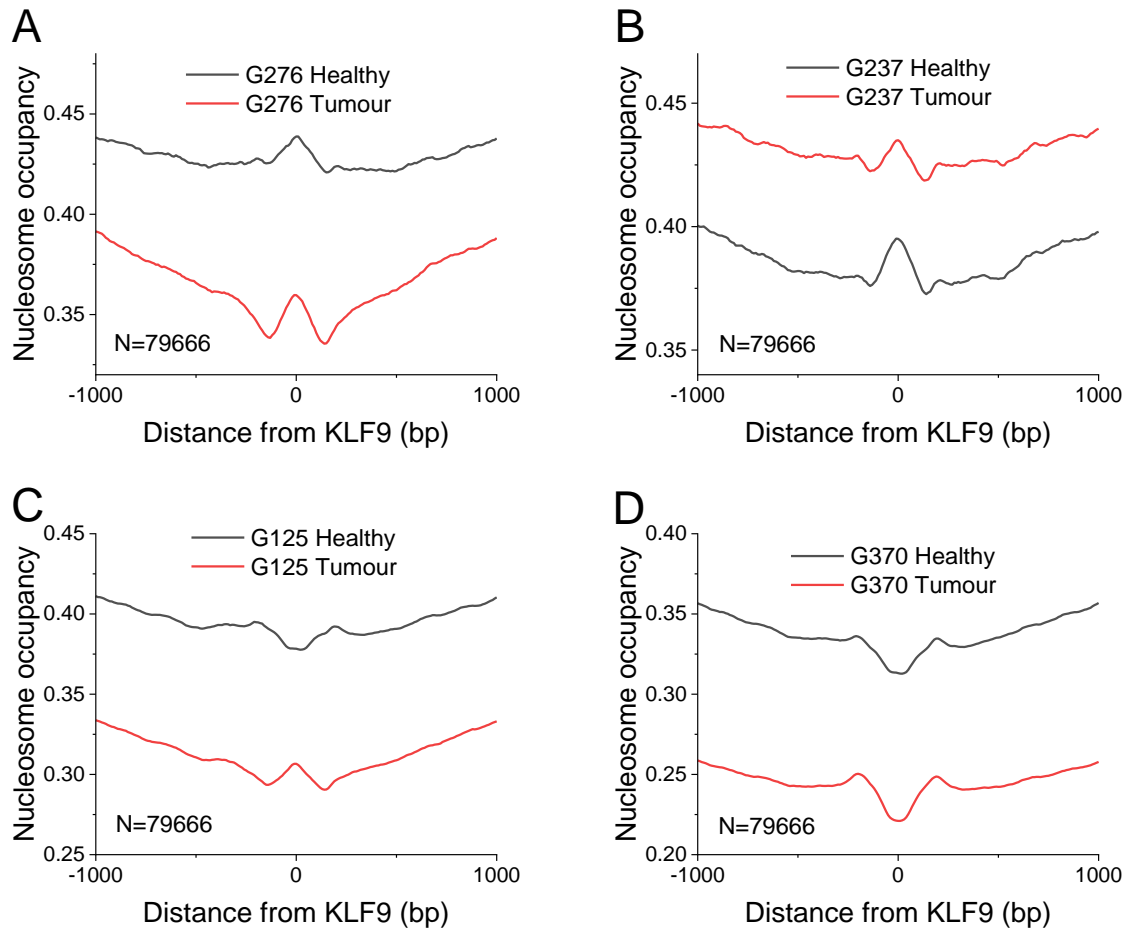 A
G276 Healthy
G276 Tumour
Nucleosome occupancy
0.45
0.40
0.35
N=79666
-1000
0
1000
Distance from KLF9 (bp)
B
G237 Healthy
G237 Tumour
Nucleosome occupancy
0.45
0.40
0.35
N=79666
-1000
0
1000
Distance from KLF9 (bp)
C
G125 Healthy
G125 Tumour
Nucleosome occupancy
0.45
0.40
0.35
0.30
0.25
N=79666
-1000
0
1000
Distance from KLF9 (bp)
D
G370 Healthy
G370 Tumour
Nucleosome occupancy
0.40
0.35
0.30
0.25
0.20
N=79666
-1000
0
1000
Distance from KLF9 (bp)